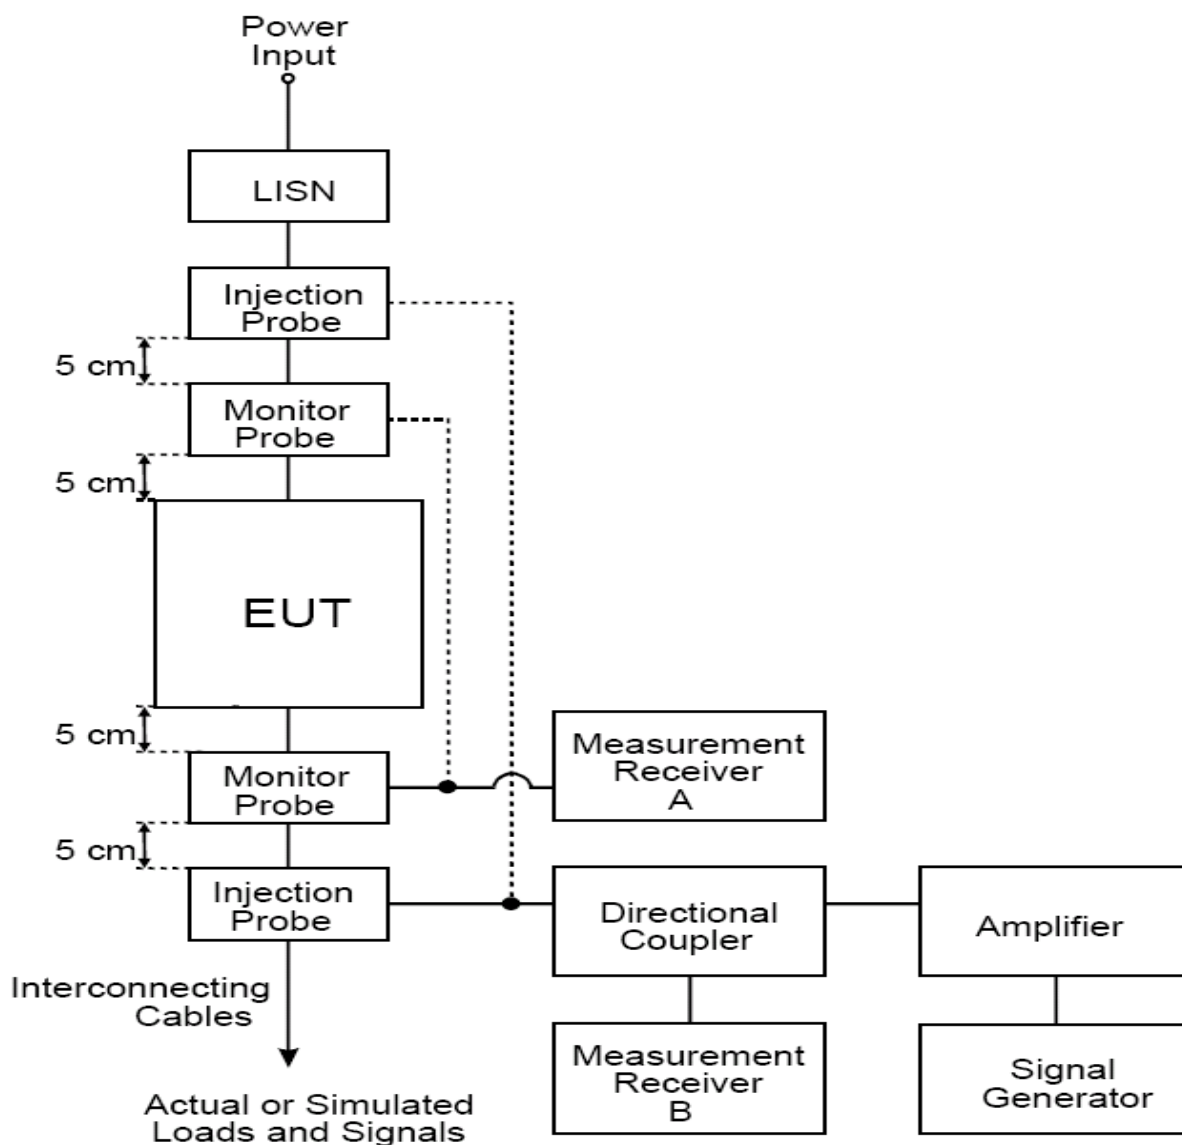 Power
Input
LISN
Injection
Probe
5 cm
Monitor
Probe
5 cm
EUT
5 cm
Monitor
Probe
Measurement
Receiver
A
5 cm
Injection
Probe
Directional
Coupler
Amplifier
Interconnecting
Cables
Measurement
Receiver
B
Signal
Generator
Actual or Simulated
Loads and Signals